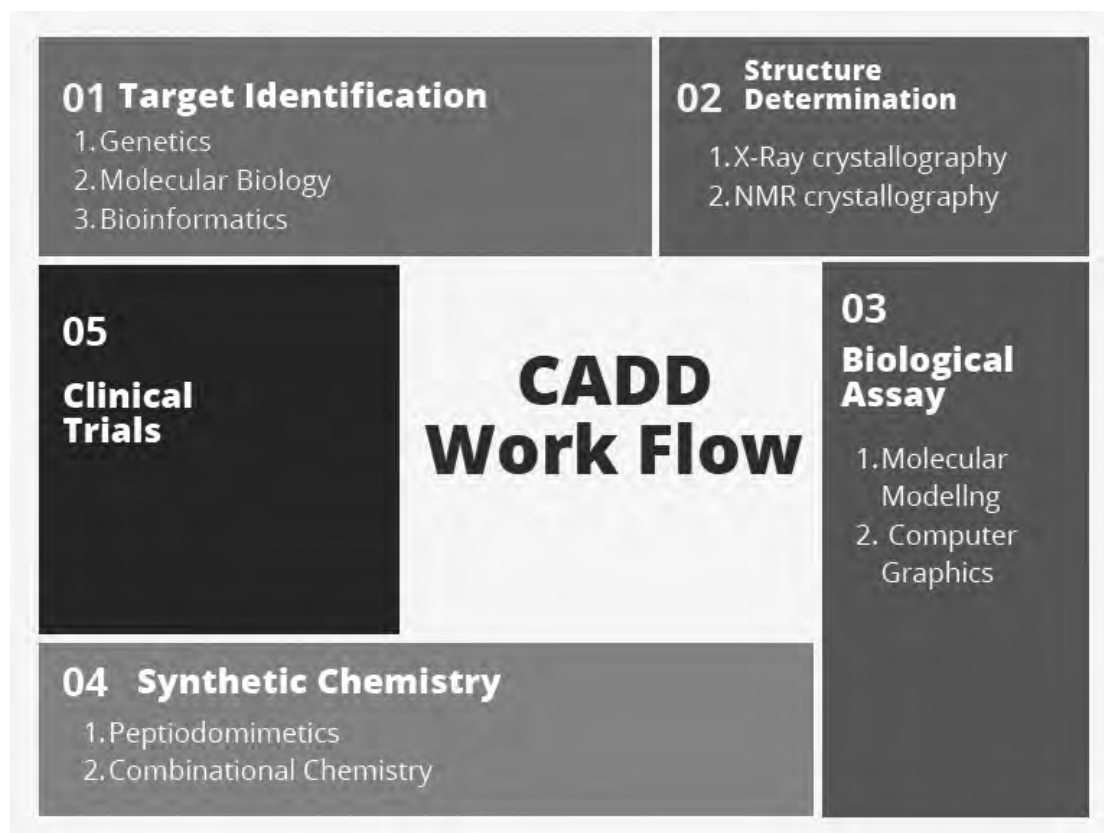 01 Target Identification
1. Genetics
2. Molecular Biology
3. Bioinformatics
02 Structure
Determination
1. X-Ray crystallography
2. NMR crystallography
03
Biological
Assay
1. Molecular
Modellng
2. Computer
Graphics
04 Synthetic Chemistry
1. Peptiodomimetics
2. Combinational Chemistry
05
Clinical
Trials
CADD
Work Flow